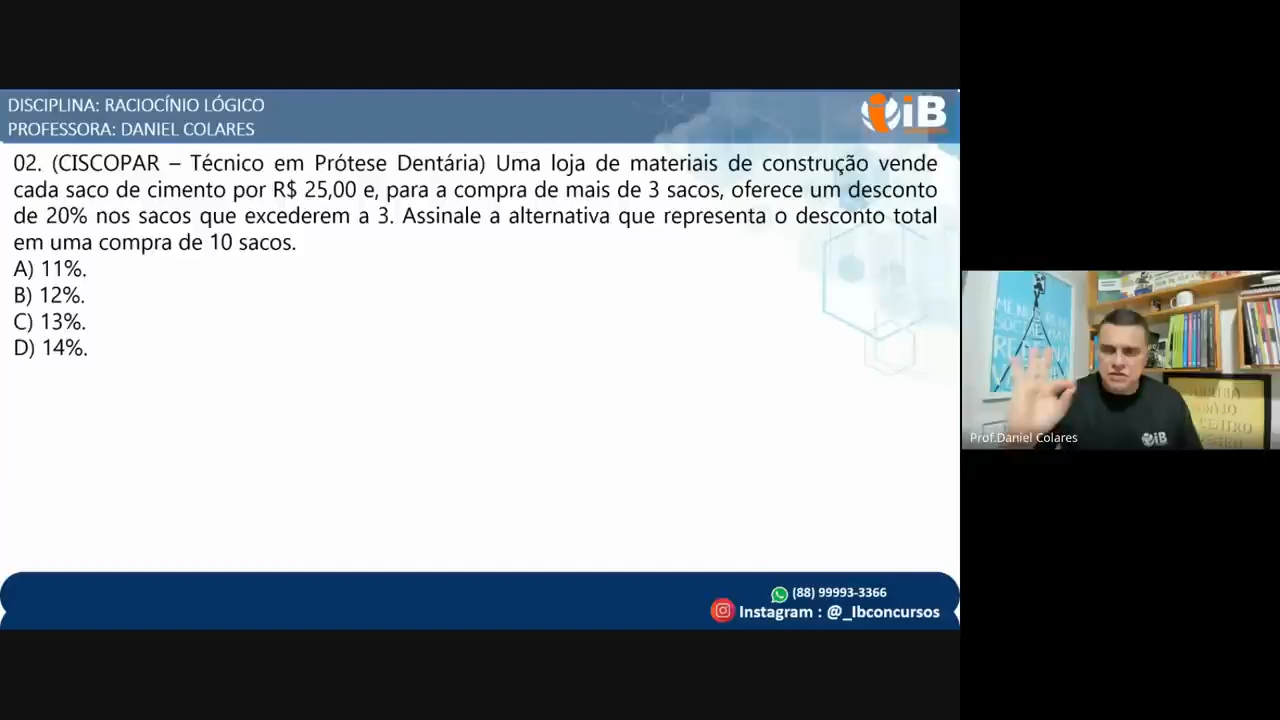 DISCIPLINA: RACIOCÍNIO LÓGICO
PROFESSORA: DANIEL COLARES
iB
02. (CISCOPAR – Técnico em Prótese Dentária) Uma loja de materiais de construção vende
cada saco de cimento por R$ 25,00 e, para a compra de mais de 3 sacos, oferece um desconto
de 20% nos sacos que excederem a 3. Assinale a alternativa que representa o desconto total
em uma compra de 10 sacos.
A) 11%.
B) 12%.
C) 13%.
D) 14%.
Prof.Daniel Colares
iB
(88) 99993-3366
Instagram : @_Ibconcursos